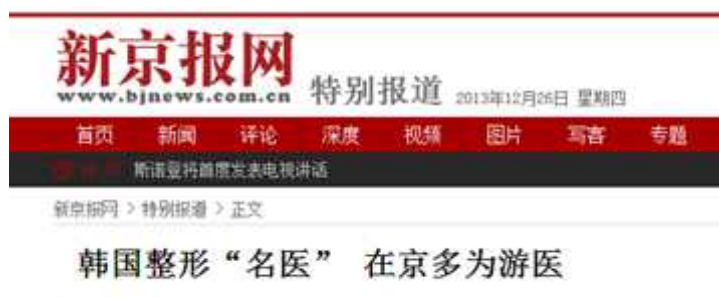 新京报网
www.bjnews.com.cn
特别报道 2013年12月26日 星期四
首页 新闻 评论 深度 视频 图片 写客 专题
斯诺登将首度发表电视讲话
新京报网 > 特别报道 > 正文
韩国整形“名医” 在京多为游医